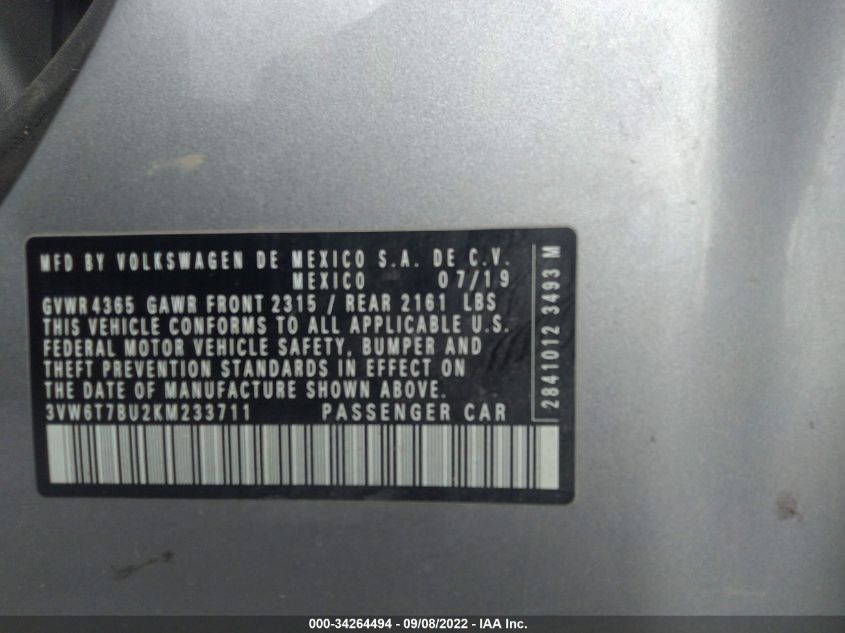 MFD BY VOLKSWAGEN DE MEXICO S.A. DE C.V.
MEXICO 07/19
GVWR 4365 GAWR FRONT 2315 / REAR 2161 LBS
THIS VEHICLE CONFORMS TO ALL APPLICABLE U.S.
FEDERAL MOTOR VEHICLE SAFETY, BUMPER AND
THEFT PREVENTION STANDARDS IN EFFECT ON
THE DATE OF MANUFACTURE SHOWN ABOVE.
3VW6T7BU2KM233711 PASSENGER CAR
2841012 3493 M
000-34264494 - 09/08/2022 - IAA Inc.